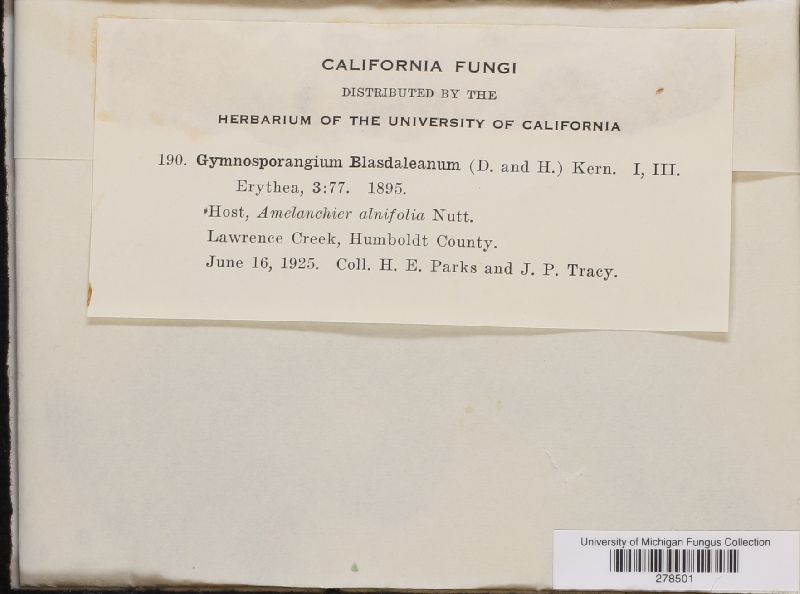 CALIFORNIA FUNGI
DISTRIBUTED BY THE
HERBARIUM OF THE UNIVERSITY OF CALIFORNIA
190. Gymnosporangium Blasdaleanum (D. and H.) Kern. I, III.
Erythea, 3:77. 1895.
Host, Amelanchier alnifolia Nutt.
Lawrence Creek, Humboldt County.
June 16, 1925. Coll. H. E. Parks and J. P. Tracy.
University of Michigan Fungus Collection
278501